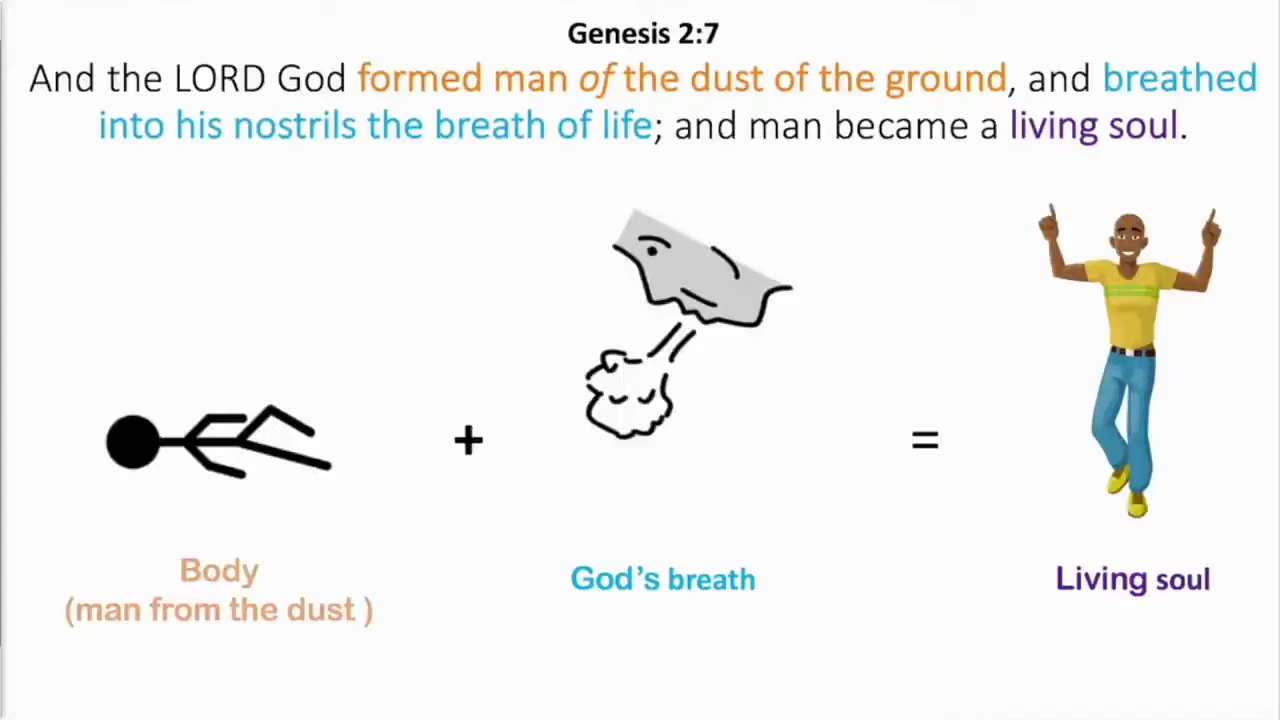 Genesis 2:7
And the LORD God formed man of the dust of the ground, and breathed
into his nostrils the breath of life; and man became a living soul.
+
=
Body
(man from the dust )
God's breath
Living soul